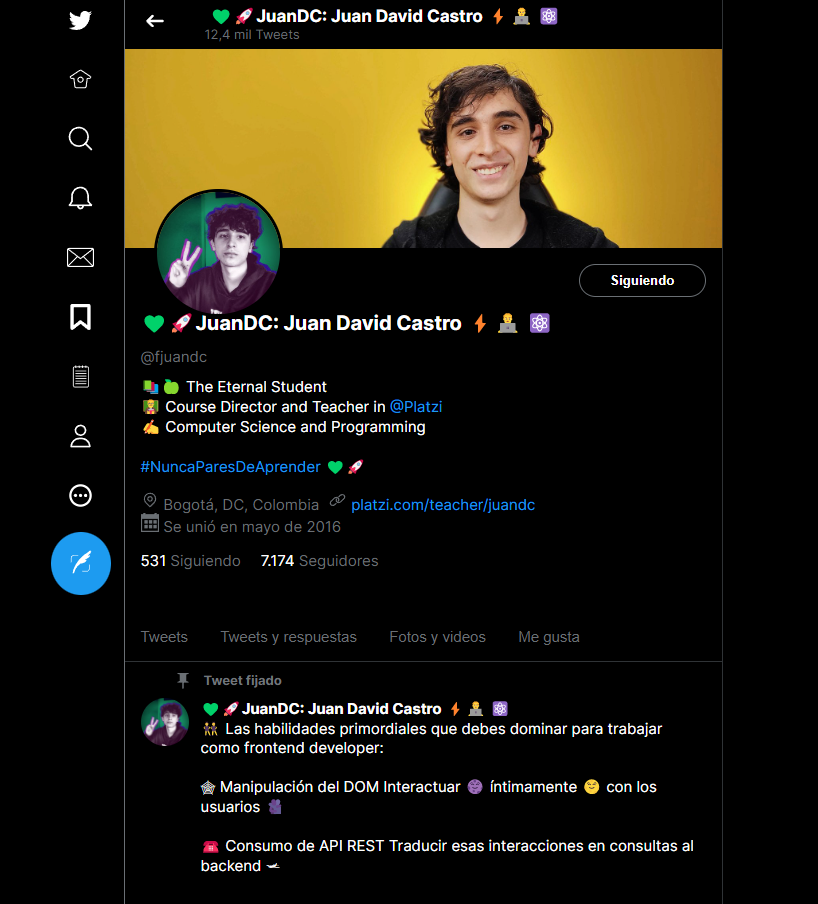 💚 🚀 JuanDC: Juan David Castro ⚡ 👨‍💻 ⚛
12,4 mil Tweets
Siguiendo
💚 🚀 JuanDC: Juan David Castro ⚡ 👨‍💻 ⚛
@fjuandc
📚 🍏 The Eternal Student
👨‍🏫 Course Director and Teacher in @Platzi
✍ Computer Science and Programming
#NuncaParesDeAprender 💚 🚀
Bogotá, DC, Colombia platzi.com/teacher/juandc
Se unió en mayo de 2016
531 Siguiendo 7.174 Seguidores
Tweets Tweets y respuestas Fotos y videos Me gusta
Tweet fijado
💚 🚀 JuanDC: Juan David Castro ⚡ 👨‍💻 ⚛
Las habilidades primordiales que debes dominar para trabajar
como frontend developer:
Manipulación del DOM Interactuar íntimamente con los
usuarios
☎ Consumo de API REST Traducir esas interacciones en consultas al
backend